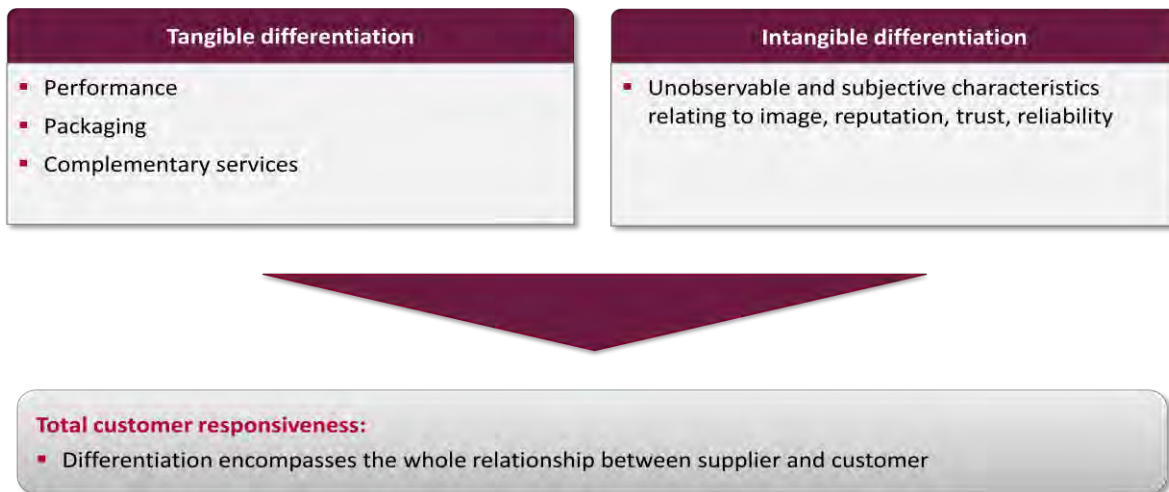 Tangible differentiation
▪ Performance
▪ Packaging
▪ Complementary services
Intangible differentiation
▪ Unobservable and subjective characteristics
relating to image, reputation, trust, reliability
Total customer responsiveness:
▪ Differentiation encompasses the whole relationship between supplier and customer